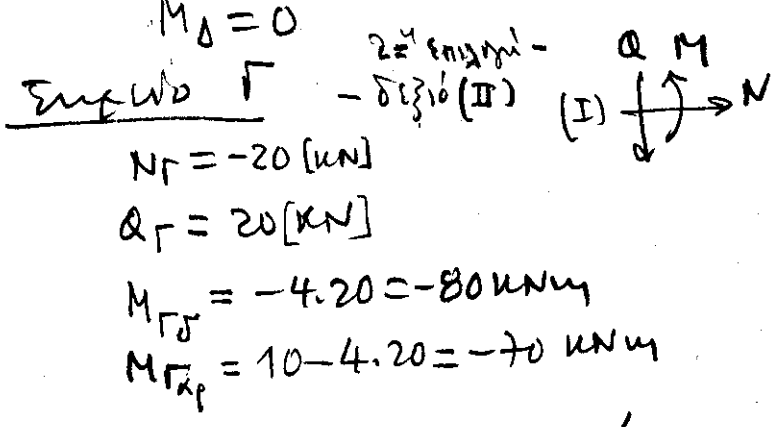 M_Δ = 0
Σημείο Γ
2η επιλογή -
- δεξιό (II)
Q M
(I) N
N_Γ = -20 [kN]
Q_Γ = 20 [kN]
M_Γδ = -4.20 = -80 kNm
M_Γαρ = 10-4.20 = -70 kNm